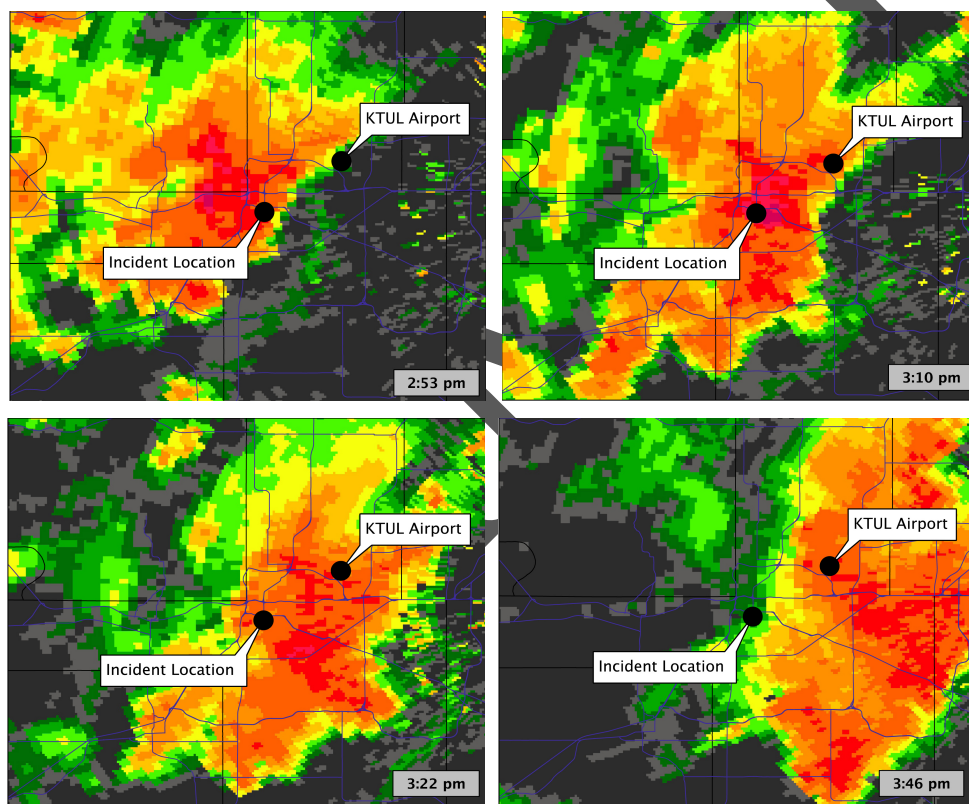 KTUL Airport
Incident Location
2:53 pm
KTUL Airport
Incident Location
3:10 pm
KTUL Airport
Incident Location
3:22 pm
KTUL Airport
Incident Location
3:46 pm